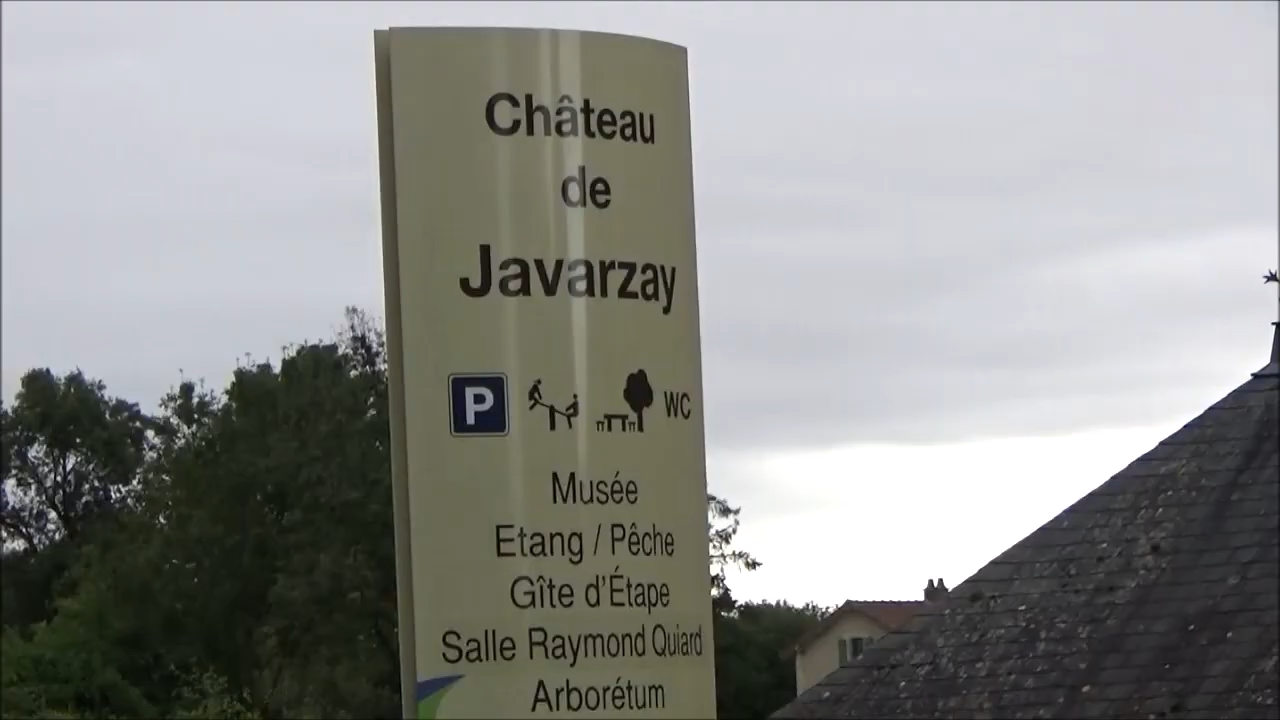 Château
de
Javarzay
P WC
Musée
Etang / Pêche
Gîte d'Étape
Salle Raymond Quiard
Arborétum